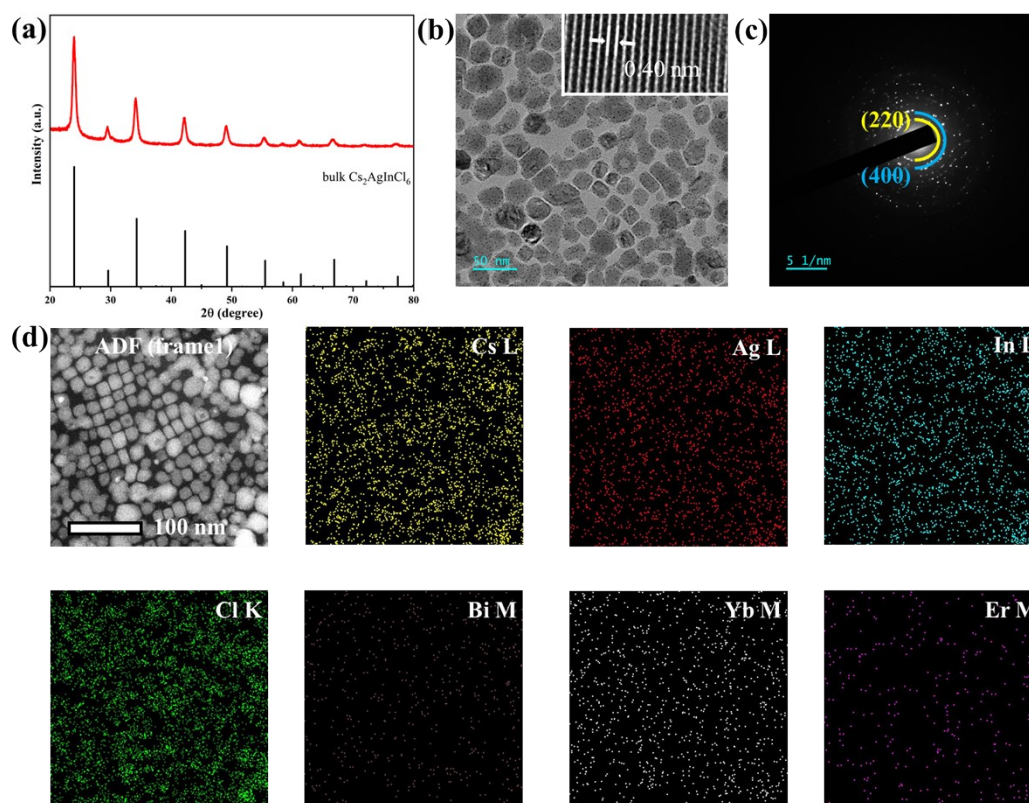 (a)
Intensity (a.u.)
bulk Cs₂AgInCl₆
20 30 40 50 60 70 80
2θ (degree)
(b)
0.40 nm
50 nm
(c)
(220)
(400)
5 1/nm
(d)
ADF (frame1)
100 nm
Cs L
Ag L
In L
Cl K
Bi M
Yb M
Er M